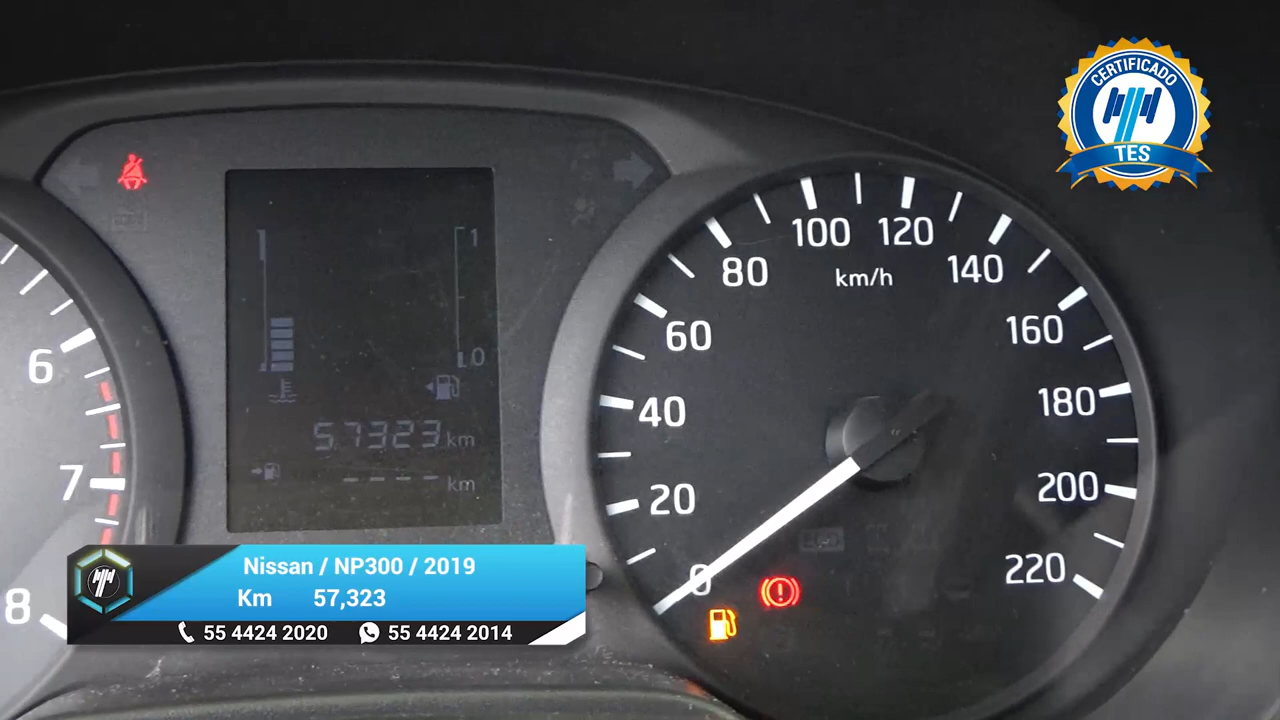 CERTIFICADO
TES
1
0
57323 km
- - - - km
6
7
8
0
20
40
60
80
100
120
140
160
180
200
220
km/h
Nissan / NP300 / 2019
Km 57,323
55 4424 2020 55 4424 2014